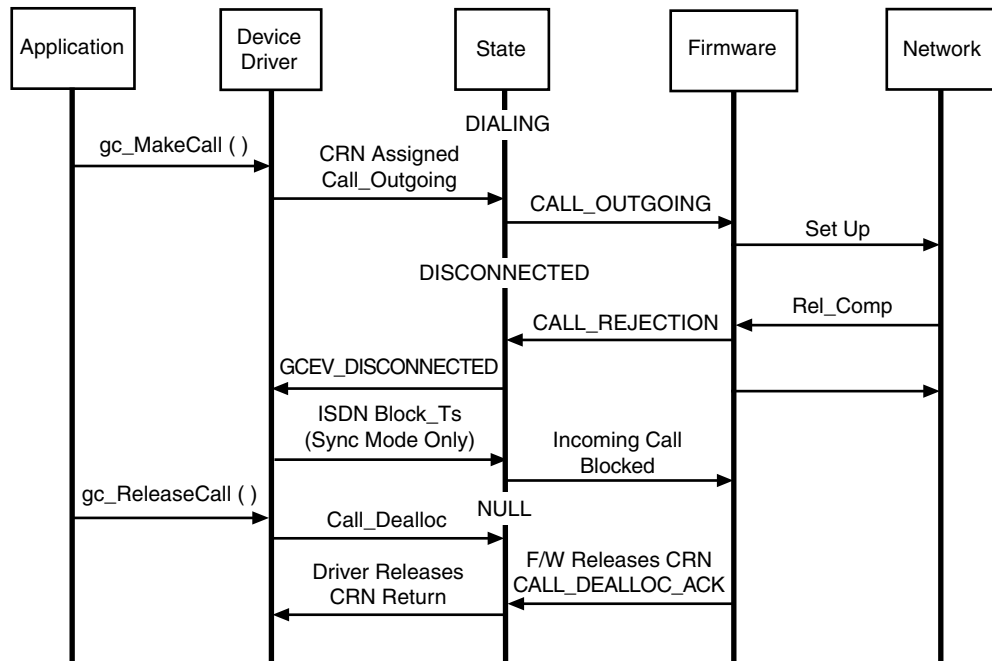 Application
Device
Driver
State
Firmware
Network
DIALING
gc_MakeCall ( )
CRN Assigned
Call_Outgoing
CALL_OUTGOING
Set Up
DISCONNECTED
Rel_Comp
CALL_REJECTION
GCEV_DISCONNECTED
ISDN Block_Ts
(Sync Mode Only)
Incoming Call
Blocked
gc_ReleaseCall ( )
NULL
Call_Dealloc
F/W Releases CRN
CALL_DEALLOC_ACK
Driver Releases
CRN Return